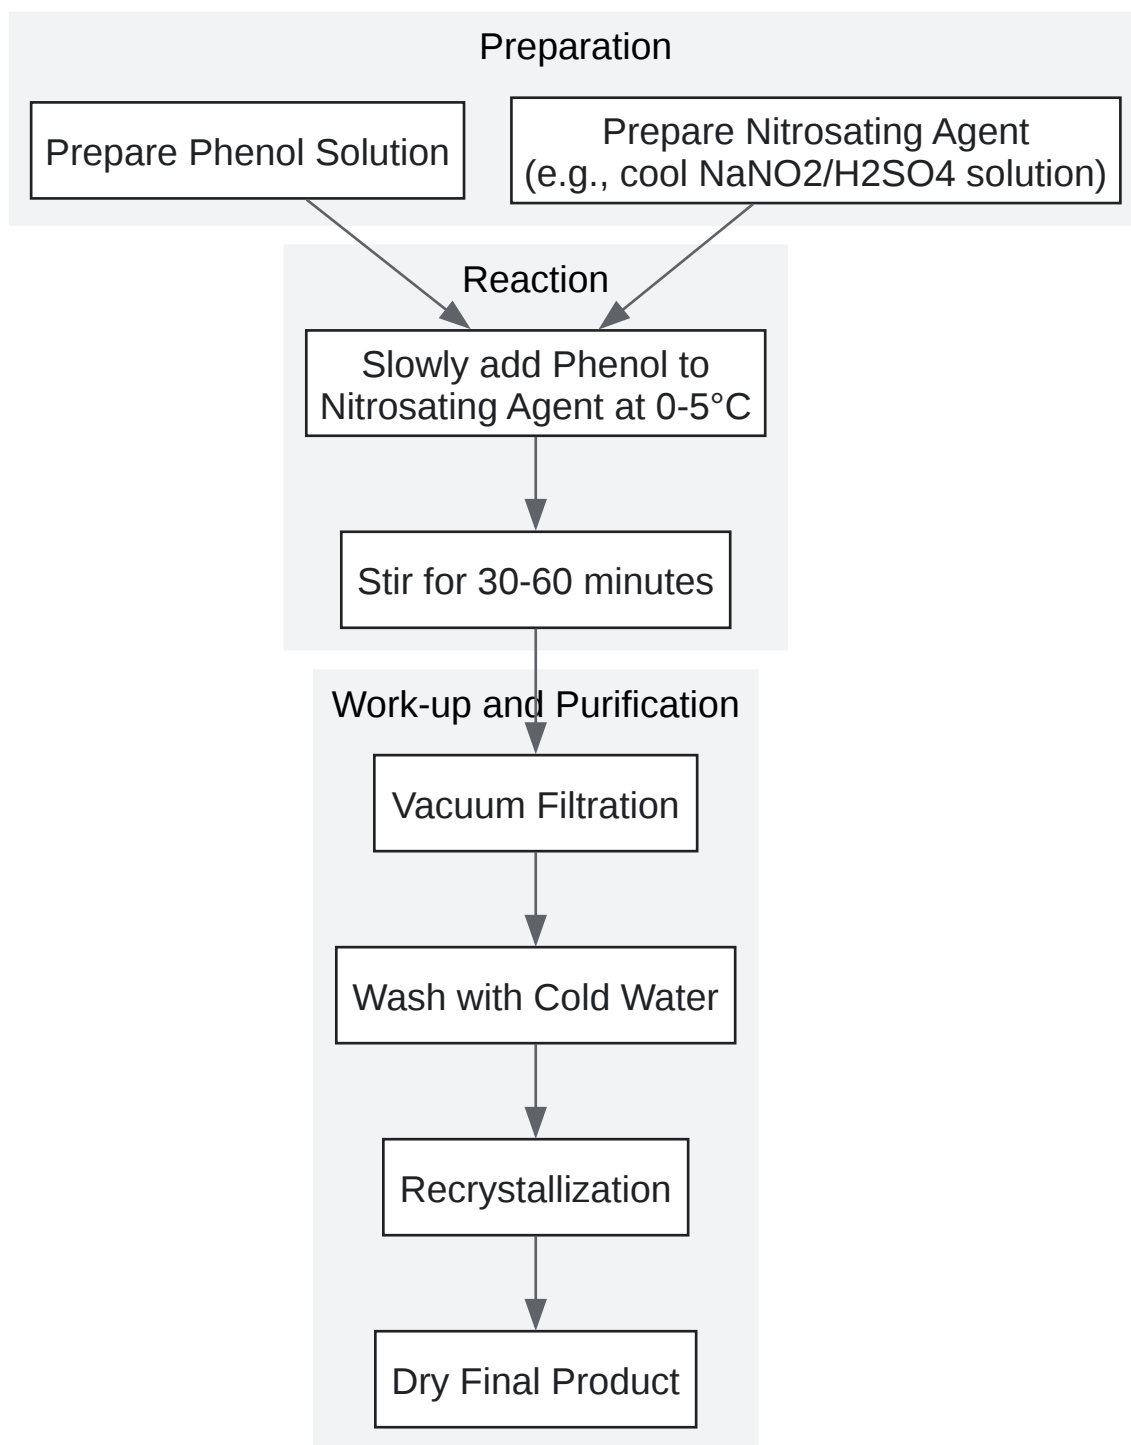 Preparation
Prepare Phenol Solution
Prepare Nitrosating Agent
(e.g., cool NaNO2/H2SO4 solution)
Reaction
Slowly add Phenol to
Nitrosating Agent at 0-5°C
Stir for 30-60 minutes
Work-up and Purification
Vacuum Filtration
Wash with Cold Water
Recrystallization
Dry Final Product